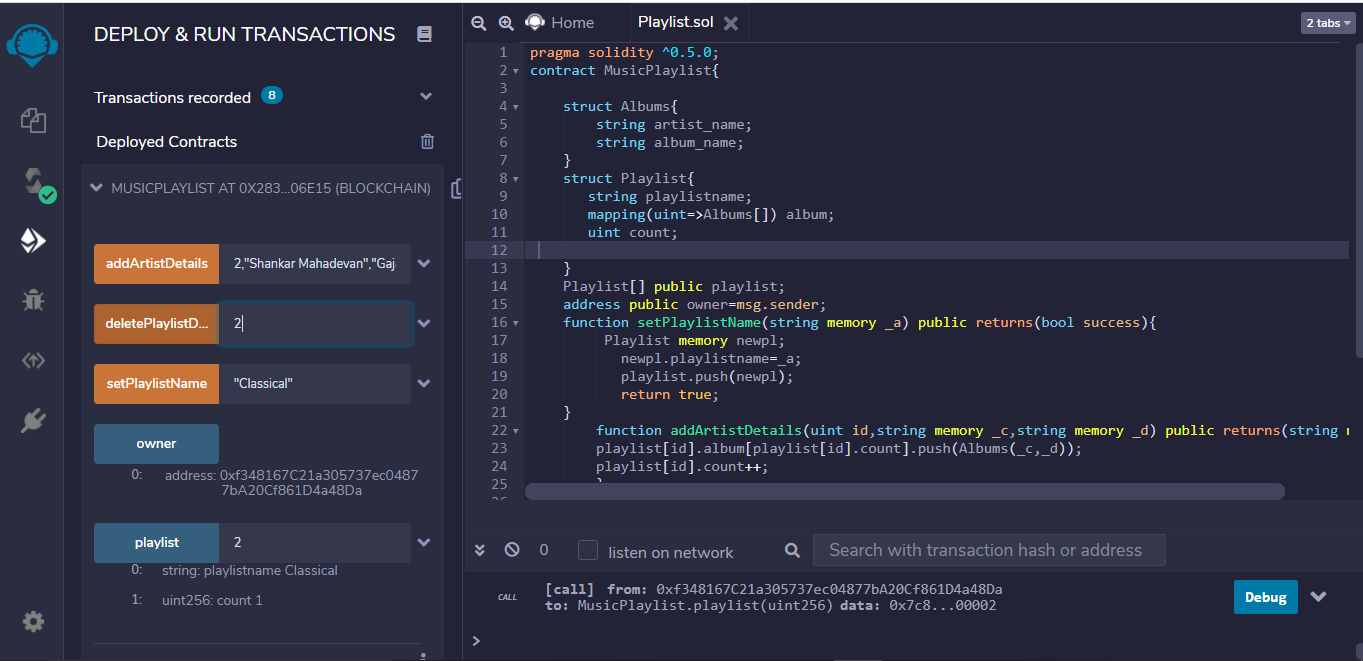 DEPLOY & RUN TRANSACTIONS
Transactions recorded 8
Deployed Contracts
MUSICPLAYLIST AT 0X283...06E15 (BLOCKCHAIN)
addArtistDetails 2,"Shankar Mahadevan","Gaj
deletePlaylistD... 2
setPlaylistName "Classical"
owner
0: address: 0xf348167C21a305737ec0487
7bA20Cf861D4a48Da
playlist 2
0: string: playlistname Classical
1: uint256: count 1
Home Playlist.sol 2 tabs
1 pragma solidity ^0.5.0;
2 contract MusicPlaylist{
3
4 struct Albums{
5 string artist_name;
6 string album_name;
7 }
8 struct Playlist{
9 string playlistname;
10 mapping(uint=>Albums[]) album;
11 uint count;
12
13 }
14 Playlist[] public playlist;
15 address public owner=msg.sender;
16 function setPlaylistName(string memory _a) public returns(bool success){
17 Playlist memory newpl;
18 newpl.playlistname=_a;
19 playlist.push(newpl);
20 return true;
21 }
22 function addArtistDetails(uint id,string memory _c,string memory _d) public returns(string
23 playlist[id].album[playlist[id].count].push(Albums(_c,_d));
24 playlist[id].count++;
25
0 listen on network Search with transaction hash or address
CALL [call] from: 0xf348167C21a305737ec04877bA20Cf861D4a48Da
to: MusicPlaylist.playlist(uint256) data: 0x7c8...00002
Debug
>